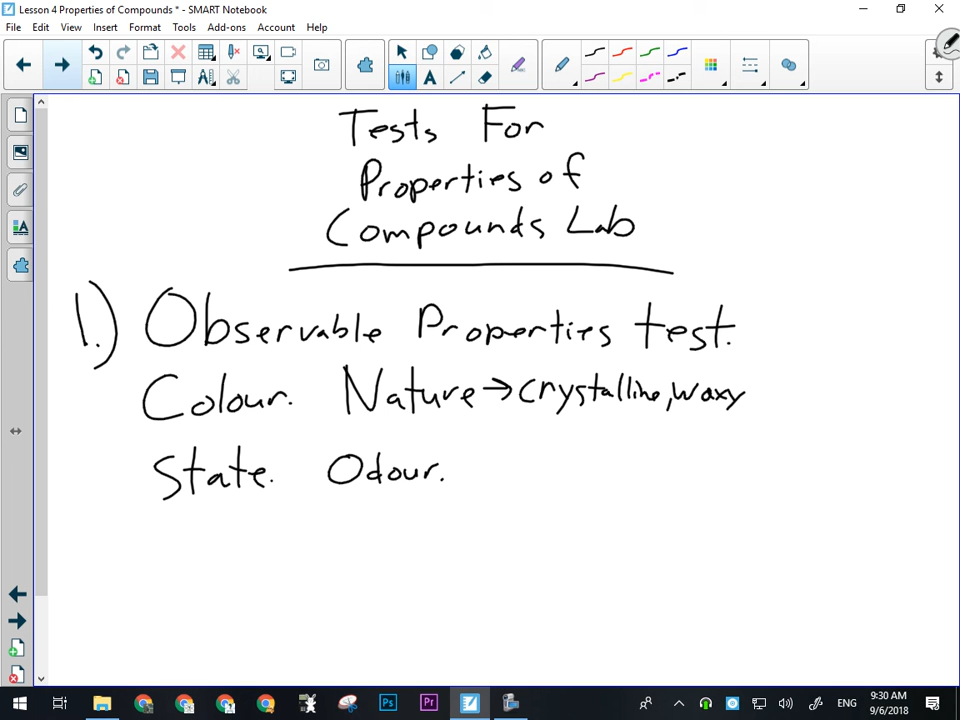 Lesson 4 Properties of Compounds * - SMART Notebook
File Edit View Insert Format Tools Add-ons Account Help
Tests For
Properties of
Compounds Lab
1.) Observable Properties test.
Colour. Nature → crystalline, waxy
State. Odour.
ENG
9:30 AM
9/6/2018